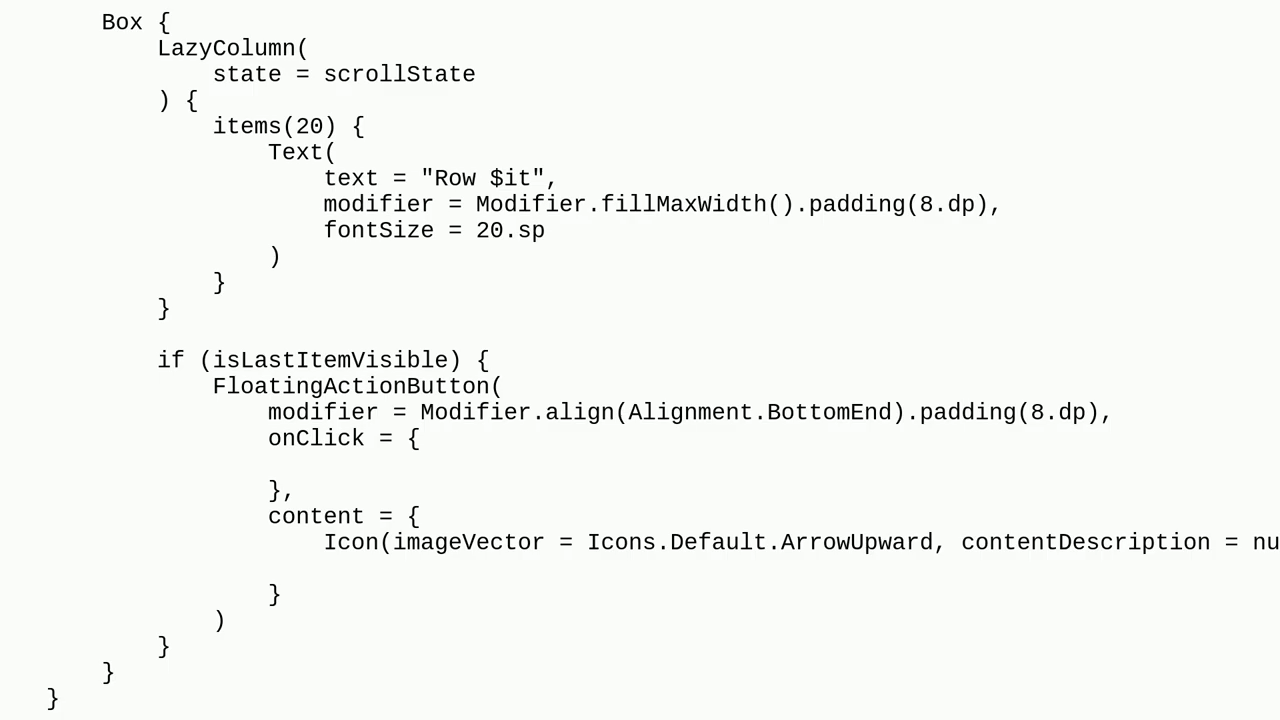 Box {
LazyColumn(
state = scrollState
) {
items(20) {
Text(
text = "Row $it",
modifier = Modifier.fillMaxWidth().padding(8.dp),
fontSize = 20.sp
)
}
}
if (isLastItemVisible) {
FloatingActionButton(
modifier = Modifier.align(Alignment.BottomEnd).padding(8.dp),
onClick = {
},
content = {
Icon(imageVector = Icons.Default.ArrowUpward, contentDescription = nu
}
)
}
}
}